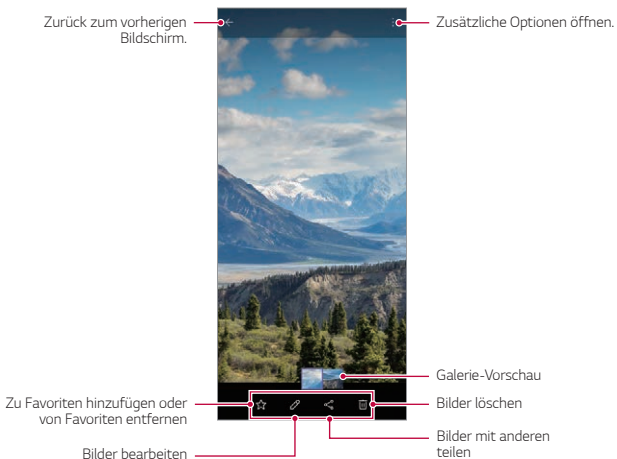 Zurück zum vorherigen
Bildschirm.
Zusätzliche Optionen öffnen.
Galerie-Vorschau
Zu Favoriten hinzufügen oder
von Favoriten entfernen
Bilder löschen
Bilder mit anderen
teilen
Bilder bearbeiten